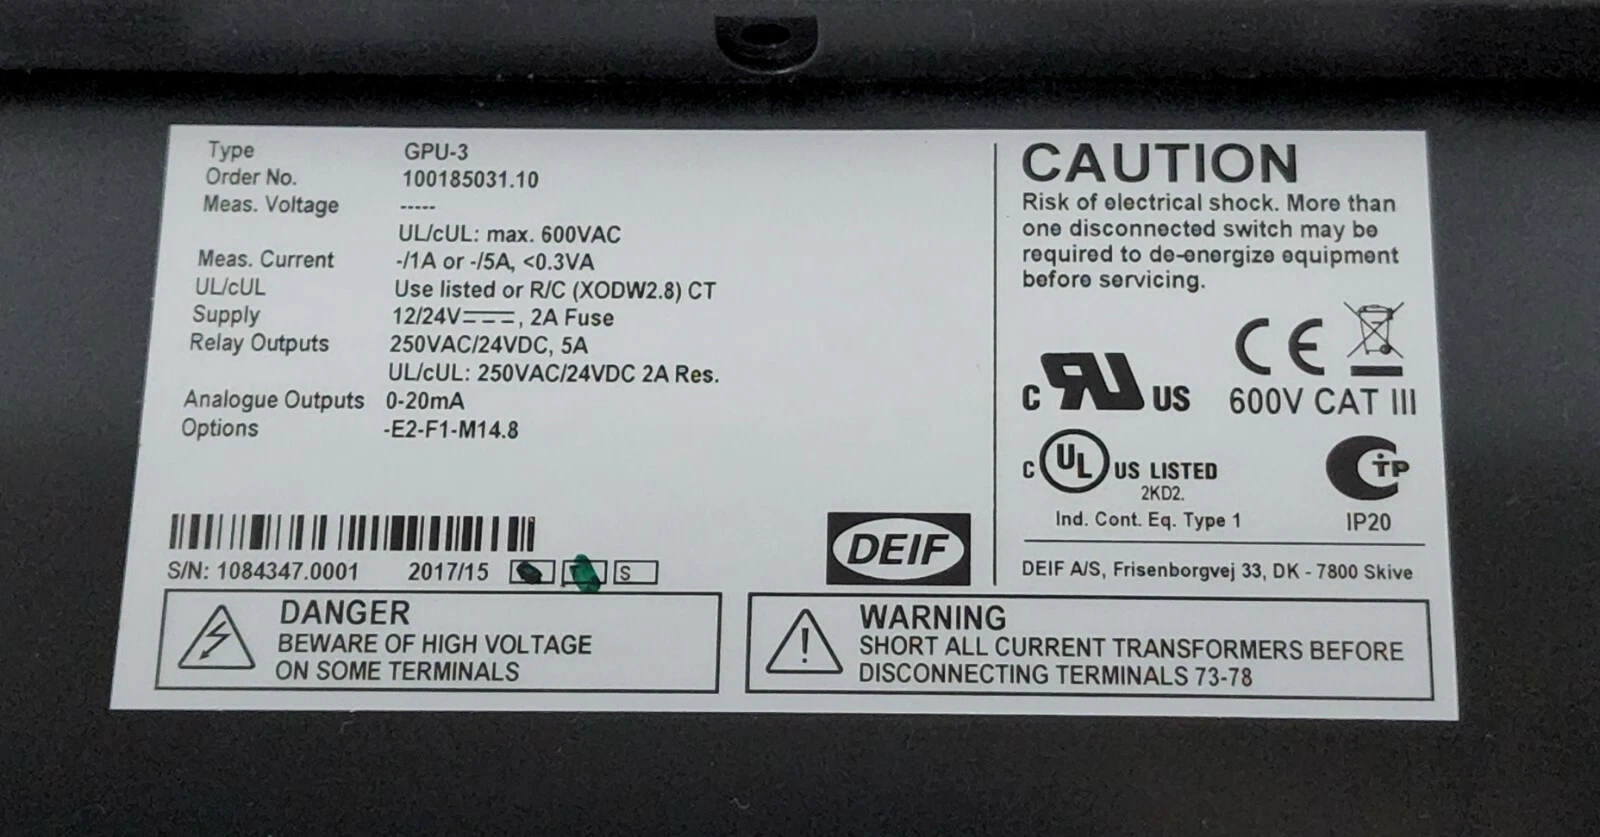 Type GPU-3
Order No. 100185031.10
Meas. Voltage -----
UL/cUL: max. 600VAC
Meas. Current -/1A or -/5A, <0.3VA
UL/cUL Use listed or R/C (XODW2.8) CT
Supply 12/24V⎓, 2A Fuse
Relay Outputs 250VAC/24VDC, 5A
UL/cUL: 250VAC/24VDC 2A Res.
Analogue Outputs 0-20mA
Options -E2-F1-M14.8
S/N: 1084347.0001 2017/15 S
DEIF
CAUTION
Risk of electrical shock. More than
one disconnected switch may be
required to de-energize equipment
before servicing.
CE
c RU US
600V CAT III
c UL US LISTED
2KD2.
Ind. Cont. Eq. Type 1
CTP
IP20
DEIF A/S, Frisenborgvej 33, DK - 7800 Skive
DANGER
BEWARE OF HIGH VOLTAGE
ON SOME TERMINALS
WARNING
SHORT ALL CURRENT TRANSFORMERS BEFORE
DISCONNECTING TERMINALS 73-78